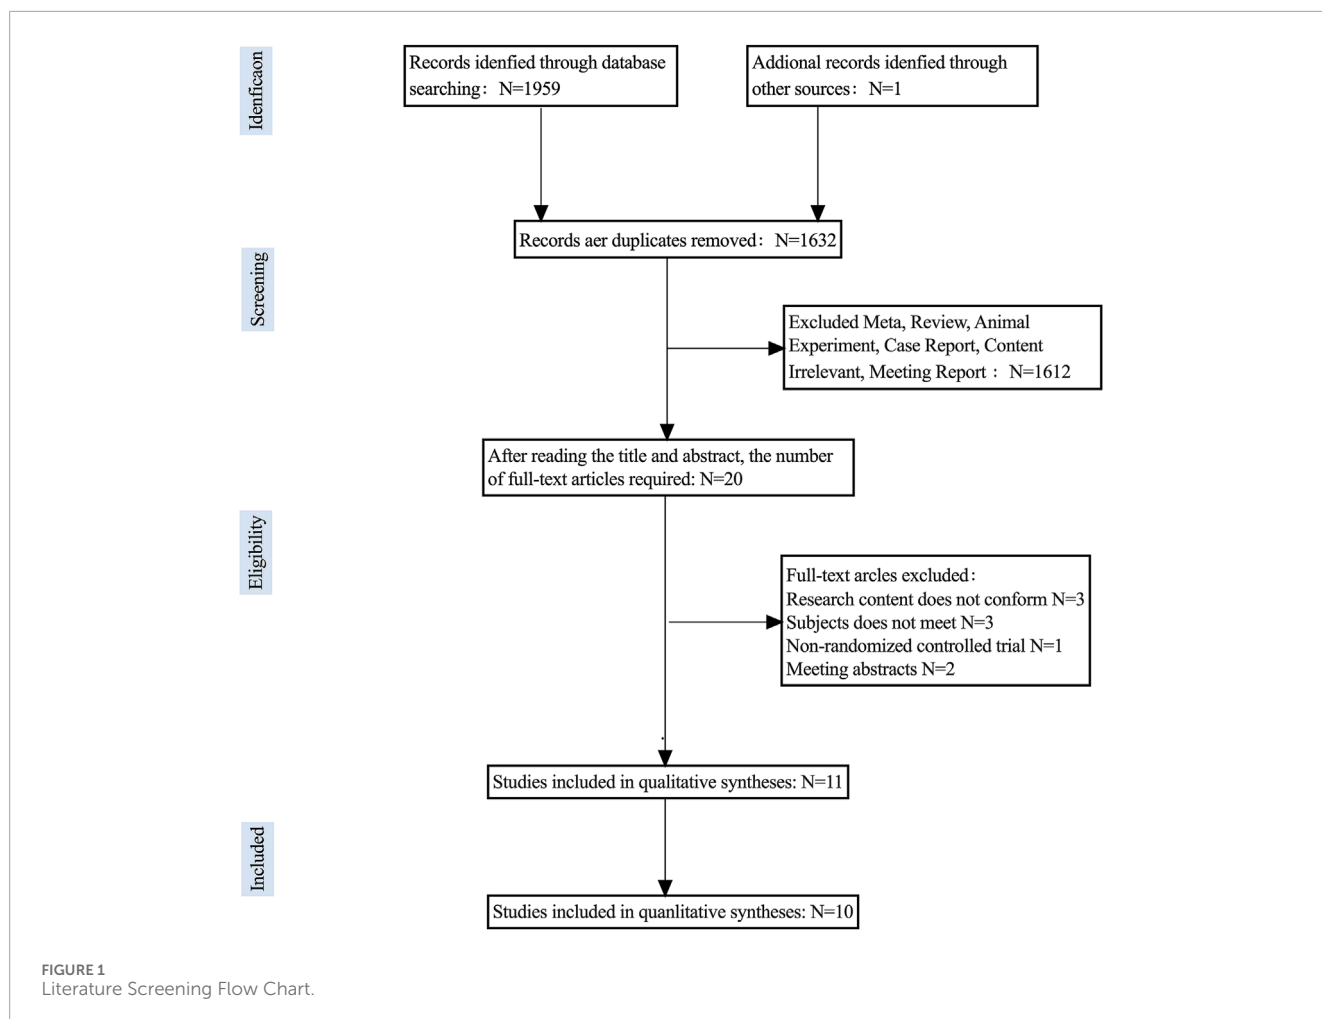 Idenficaon
Records idenfied through database
searching： N=1959
Addional records idenfied through
other sources： N=1
Records aer duplicates removed： N=1632
Screening
Excluded Meta, Review, Animal
Experiment, Case Report, Content
Irrelevant, Meeting Report： N=1612
After reading the title and abstract, the number
of full-text articles required: N=20
Eligibility
Full-text arcles excluded：
Research content does not conform N=3
Subjects does not meet N=3
Non-randomized controlled trial N=1
Meeting abstracts N=2
Studies included in qualitative syntheses: N=11
Included
Studies included in quanlitative syntheses: N=10
FIGURE 1
Literature Screening Flow Chart.